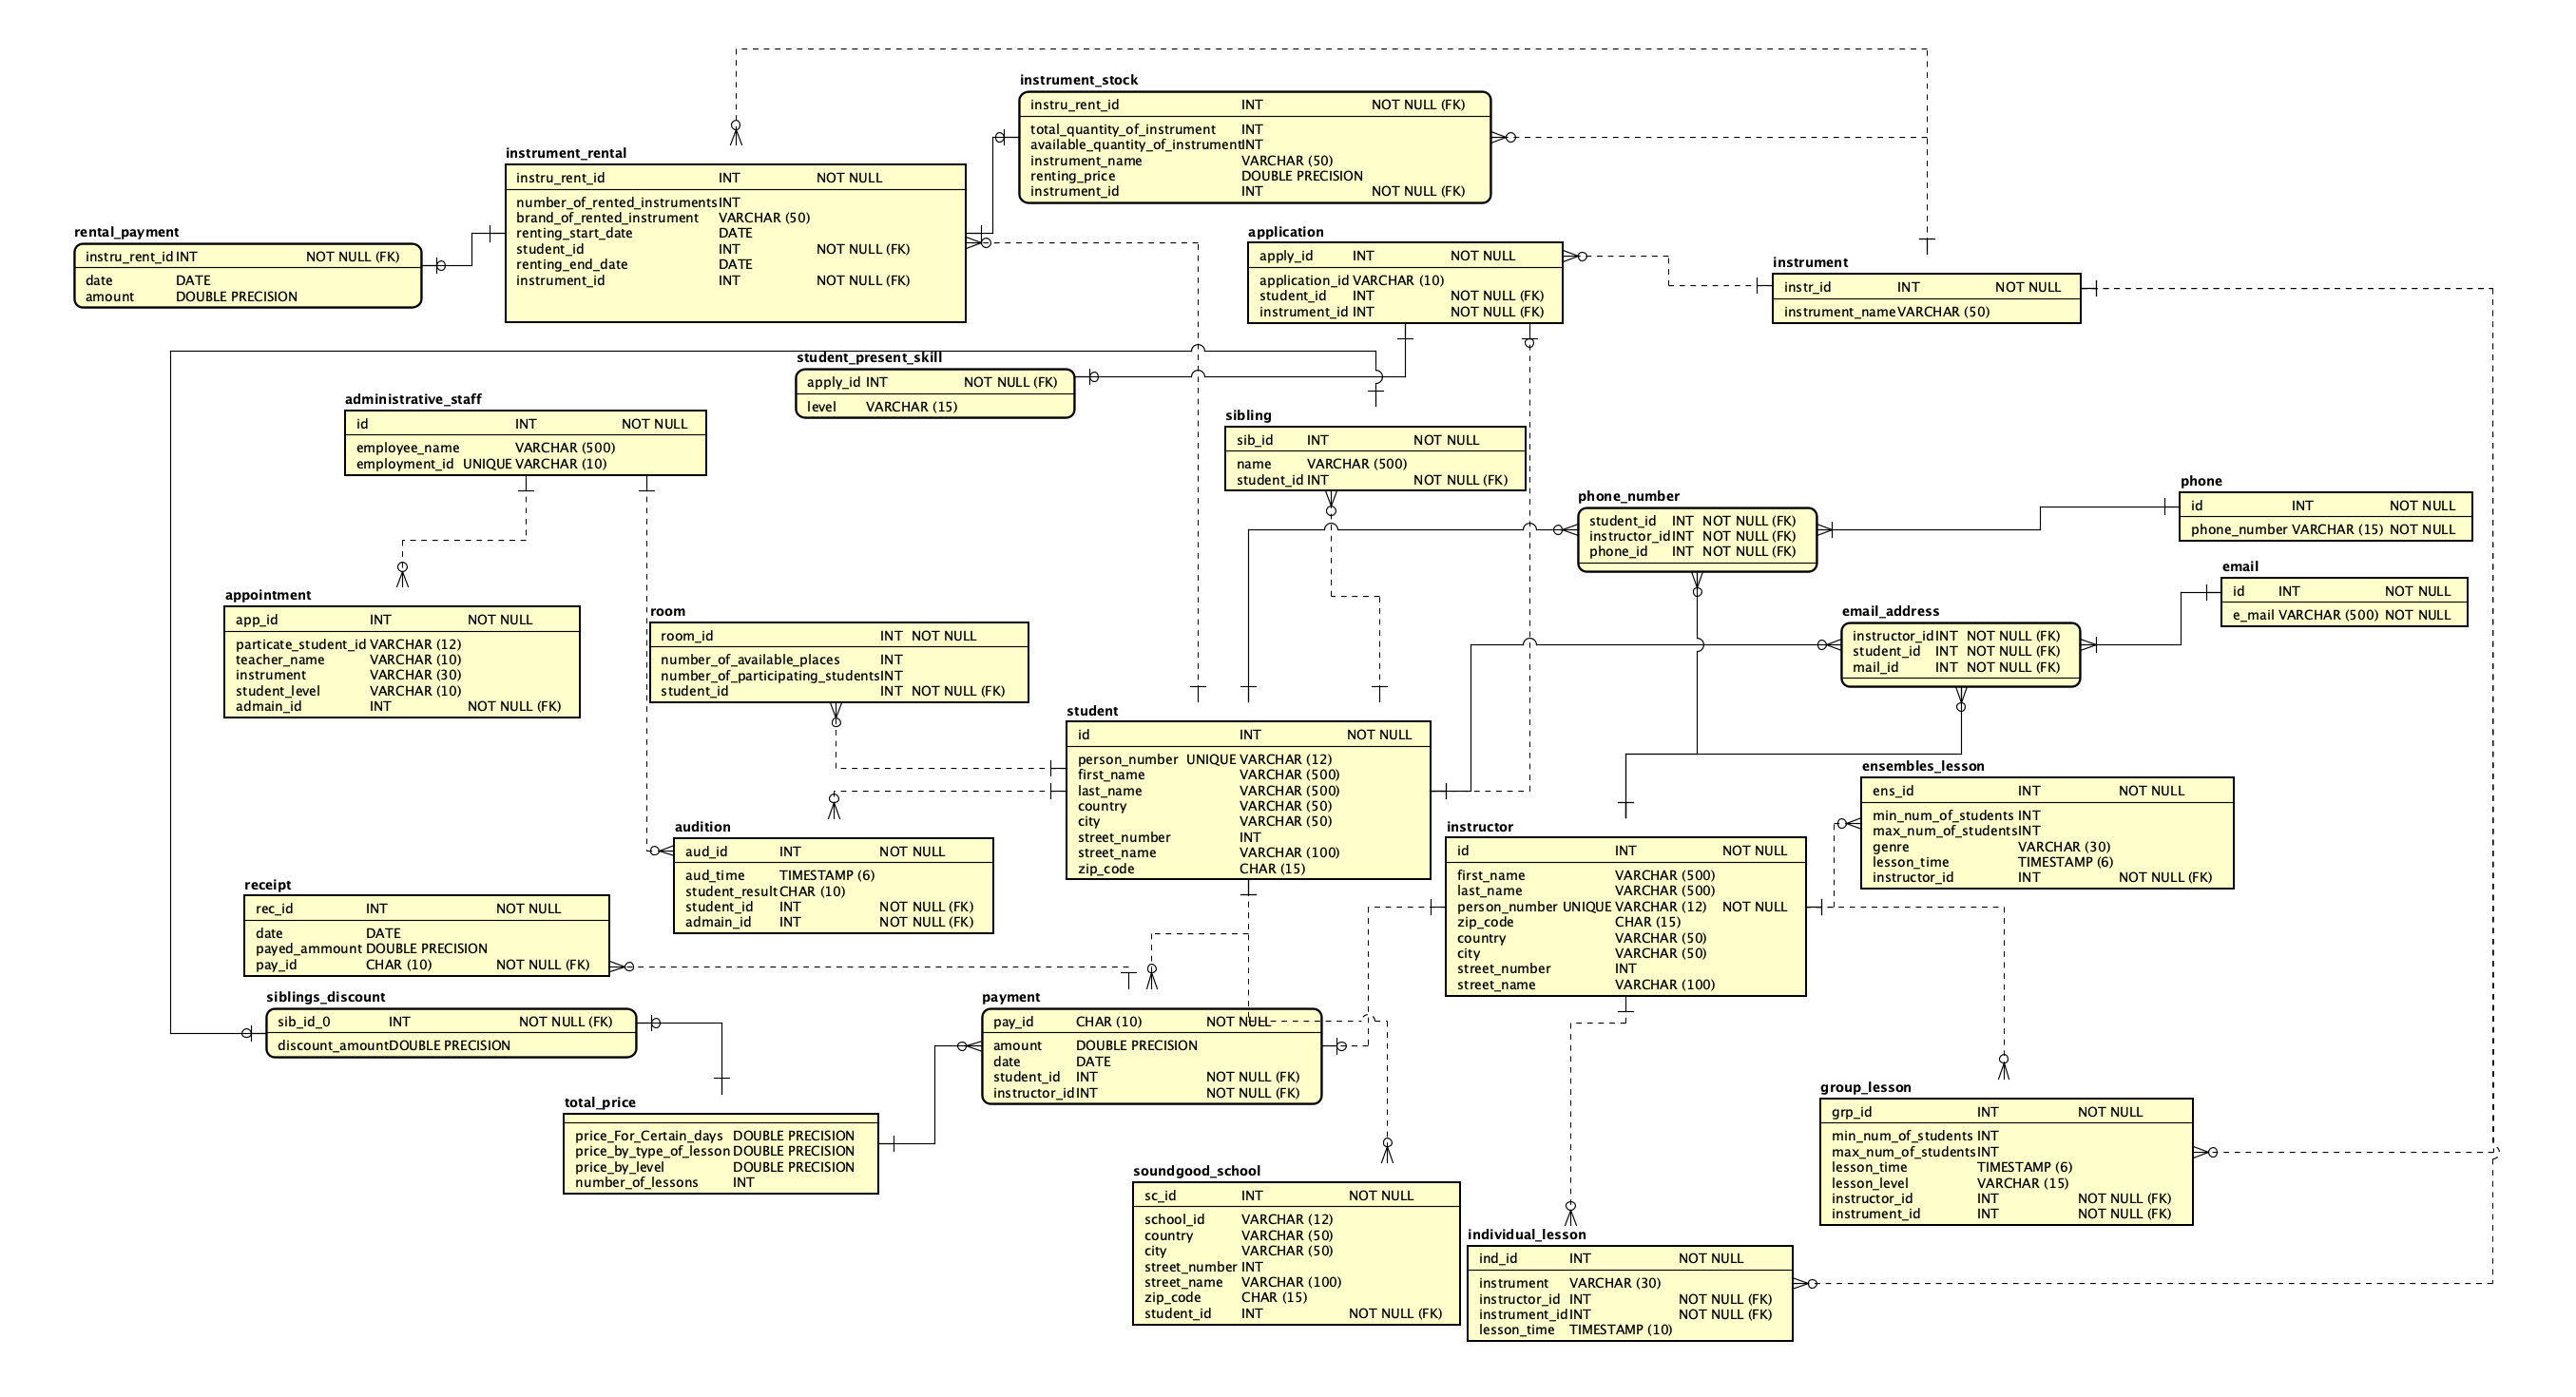 instrument_stock
instru_rent_id INT NOT NULL (FK)
total_quantity_of_instrument INT
available_quantity_of_instrument INT
instrument_name VARCHAR (50)
renting_price DOUBLE PRECISION
instrument_id INT NOT NULL (FK)
instrument_rental
instru_rent_id INT NOT NULL
number_of_rented_instruments INT
brand_of_rented_instrument VARCHAR (50)
renting_start_date DATE
student_id INT NOT NULL (FK)
renting_end_date DATE
instrument_id INT NOT NULL (FK)
rental_payment
instru_rent_id INT NOT NULL (FK)
date DATE
amount DOUBLE PRECISION
application
apply_id INT NOT NULL
application_id VARCHAR (10)
student_id INT NOT NULL (FK)
instrument_id INT NOT NULL (FK)
instrument
instr_id INT NOT NULL
instrument_name VARCHAR (50)
student_present_skill
apply_id INT NOT NULL (FK)
level VARCHAR (15)
administrative_staff
id INT NOT NULL
employee_name VARCHAR (500)
employment_id UNIQUE VARCHAR (10)
sibling
sib_id INT NOT NULL
name VARCHAR (500)
student_id INT NOT NULL (FK)
phone_number
student_id INT NOT NULL (FK)
instructor_id INT NOT NULL (FK)
phone_id INT NOT NULL (FK)
phone
id INT NOT NULL
phone_number VARCHAR (15) NOT NULL
email
id INT NOT NULL
e_mail VARCHAR (500) NOT NULL
appointment
app_id INT NOT NULL
particate_student_id VARCHAR (12)
teacher_name VARCHAR (10)
instrument VARCHAR (30)
student_level VARCHAR (10)
admain_id INT NOT NULL (FK)
room
room_id INT NOT NULL
number_of_available_places INT
number_of_participating_students INT
student_id INT NOT NULL (FK)
email_address
instructor_id INT NOT NULL (FK)
student_id INT NOT NULL (FK)
mail_id INT NOT NULL (FK)
student
id INT NOT NULL
person_number UNIQUE VARCHAR (12)
first_name VARCHAR (500)
last_name VARCHAR (500)
country VARCHAR (50)
city VARCHAR (50)
street_number INT
street_name VARCHAR (100)
zip_code CHAR (15)
ensembles_lesson
ens_id INT NOT NULL
min_num_of_students INT
max_num_of_students INT
genre VARCHAR (30)
lesson_time TIMESTAMP (6)
instructor_id INT NOT NULL (FK)
audition
aud_id INT NOT NULL
aud_time TIMESTAMP (6)
student_result CHAR (10)
student_id INT NOT NULL (FK)
admain_id INT NOT NULL (FK)
instructor
id INT NOT NULL
first_name VARCHAR (500)
last_name VARCHAR (500)
person_number UNIQUE VARCHAR (12) NOT NULL
zip_code CHAR (15)
country VARCHAR (50)
city VARCHAR (50)
street_number INT
street_name VARCHAR (100)
receipt
rec_id INT NOT NULL
date DATE
payed_ammount DOUBLE PRECISION
pay_id CHAR (10) NOT NULL (FK)
siblings_discount
sib_id_0 INT NOT NULL (FK)
discount_amount DOUBLE PRECISION
payment
pay_id CHAR (10) NOT NULL
amount DOUBLE PRECISION
date DATE
student_id INT NOT NULL (FK)
instructor_id INT NOT NULL (FK)
total_price
price_For_Certain_days DOUBLE PRECISION
price_by_type_of_lesson DOUBLE PRECISION
price_by_level DOUBLE PRECISION
number_of_lessons INT
group_lesson
grp_id INT NOT NULL
min_num_of_students INT
max_num_of_students INT
lesson_time TIMESTAMP (6)
lesson_level VARCHAR (15)
instructor_id INT NOT NULL (FK)
instrument_id INT NOT NULL (FK)
soundgood_school
sc_id INT NOT NULL
school_id VARCHAR (12)
country VARCHAR (50)
city VARCHAR (50)
street_number INT
street_name VARCHAR (100)
zip_code CHAR (15)
student_id INT NOT NULL (FK)
individual_lesson
ind_id INT NOT NULL
instrument VARCHAR (30)
instructor_id INT NOT NULL (FK)
instrument_id INT NOT NULL (FK)
lesson_time TIMESTAMP (10)